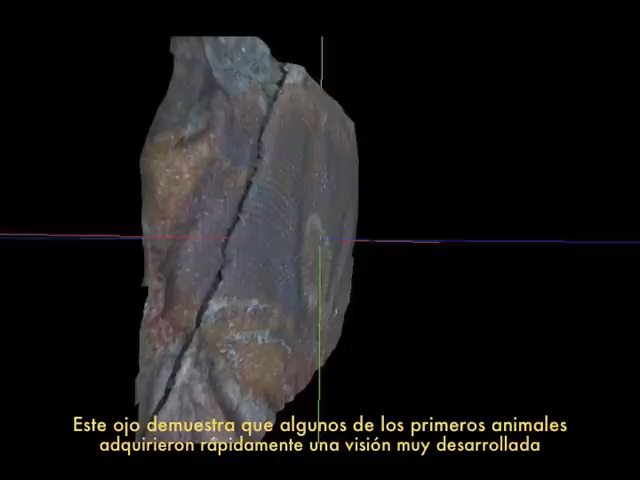 Este ojo demuestra que algunos de los primeros animales
adquirieron rápidamente una visión muy desarrollada